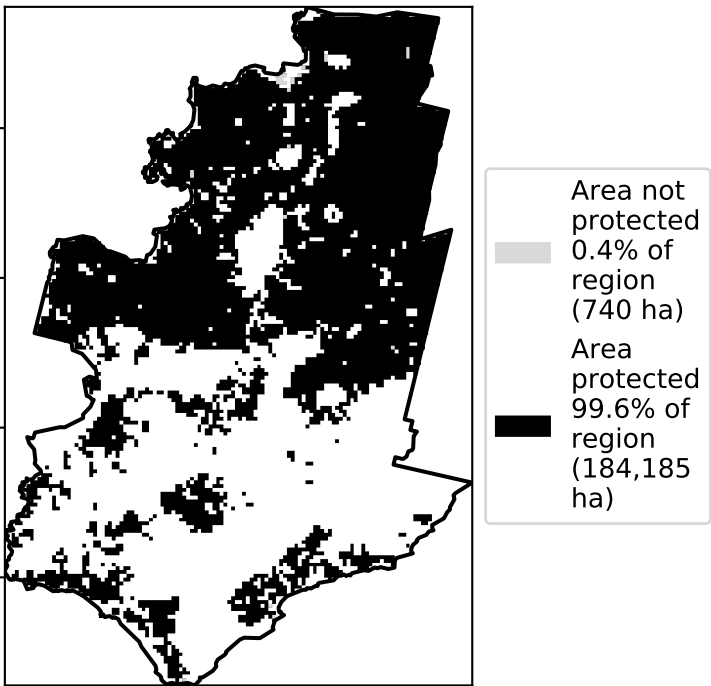 Area not
protected
0.4% of
region
(740 ha)
Area
protected
99.6% of
region
(184,185
ha)